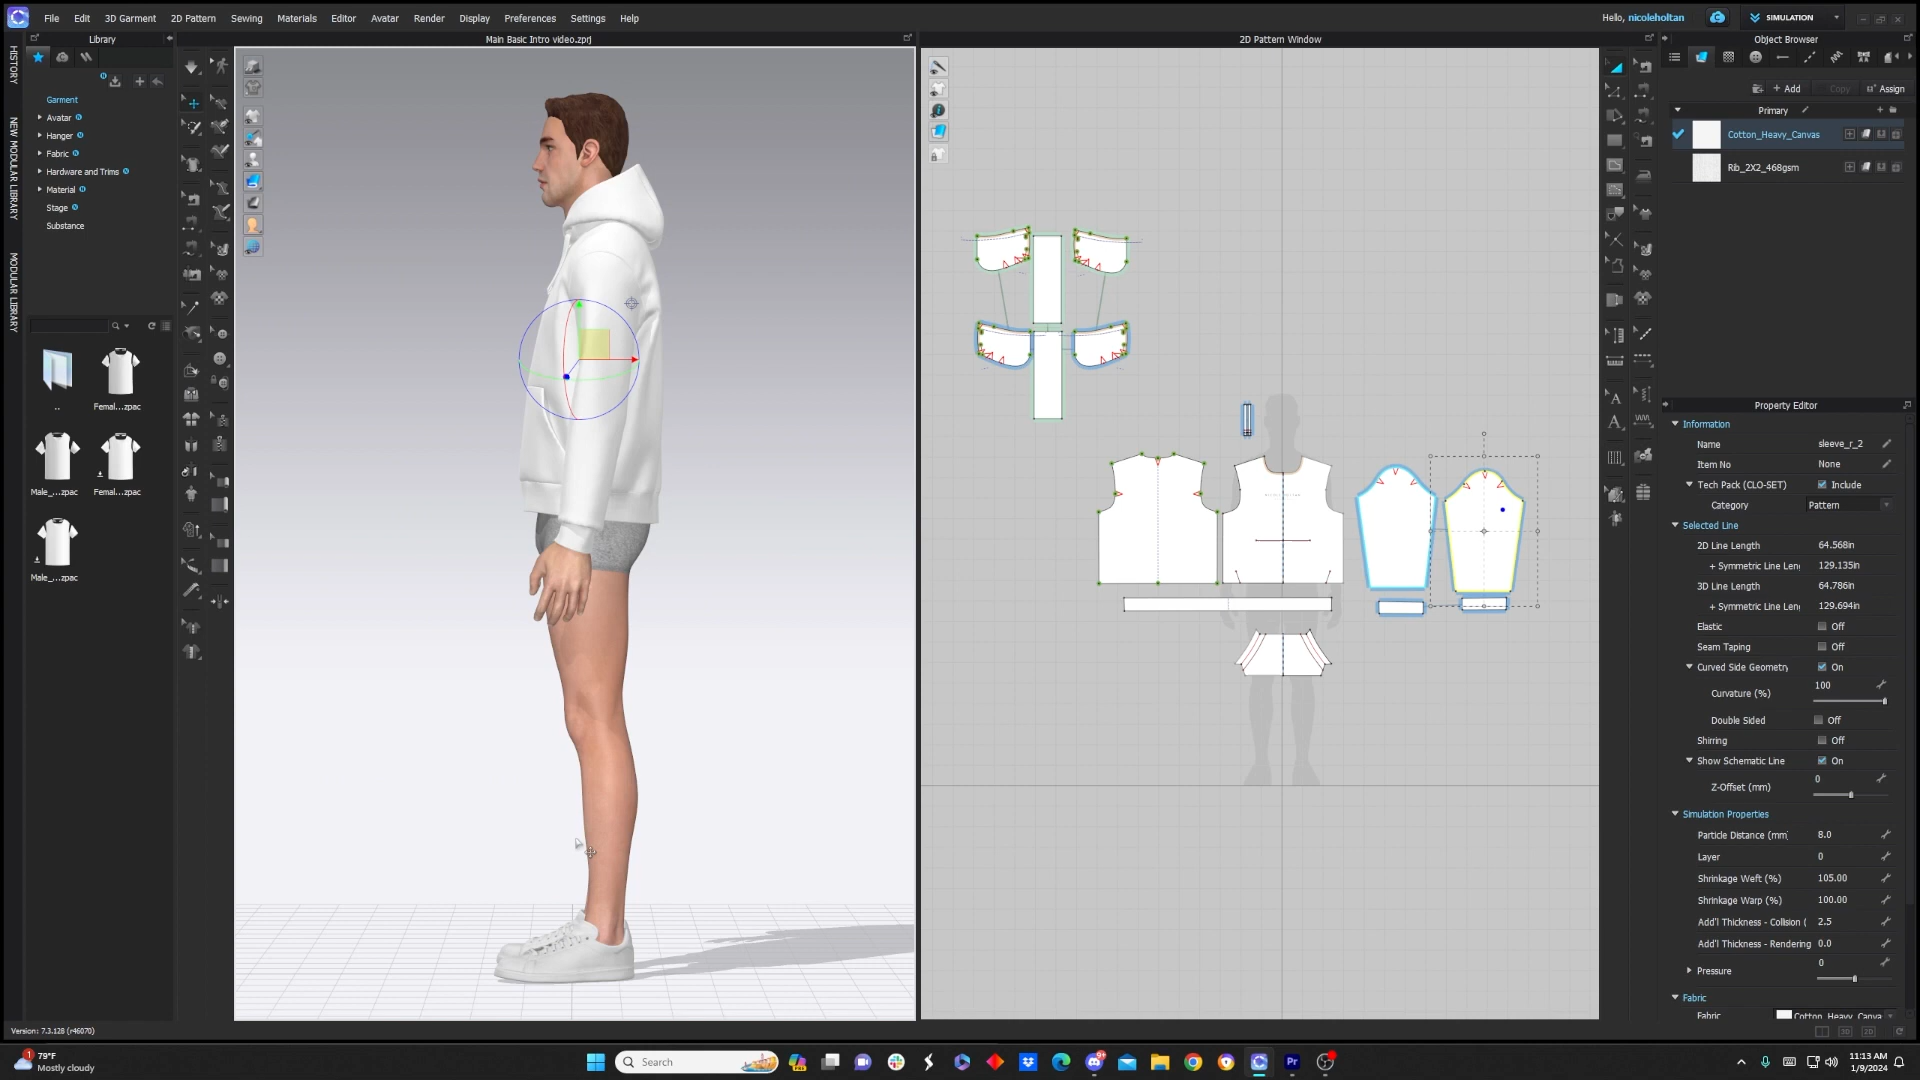 File Edit 3D Garment 2D Pattern Sewing Materials Editor Avatar Render Display Preferences Settings Help
Hello, nicoleholtan
SIMULATION
Library
Main Basic Intro video.zprj
2D Pattern Window
Object Browser
HISTORY
NEW MODULAR LIBRARY
MODULAR LIBRARY
Garment
Avatar
Hanger
Fabric
Hardware and Trims
Material
Stage
Substance
..
Femal...zpac
Male_...zpac
Femal...zpac
Male_...zpac
+ Add Copy Assign
Primary
Cotton_Heavy_Canvas
Rib_2X2_468gsm
Property Editor
Information
Name sleeve_r_2
Item No None
Tech Pack (CLO-SET) Include
Category Pattern
Selected Line
2D Line Length 64.568in
+ Symmetric Line Len 129.135in
3D Line Length 64.786in
+ Symmetric Line Len 129.694in
Elastic Off
Seam Taping Off
Curved Side Geometry On
Curvature (%) 100
Double Sided Off
Shirring Off
Show Schematic Line On
Z-Offset (mm) 0
Simulation Properties
Particle Distance (mm) 8.0
Layer 0
Shrinkage Weft (%) 105.00
Shrinkage Warp (%) 100.00
Add'l Thickness - Collision ( 2.5
Add'l Thickness - Rendering 0.0
Pressure 0
Fabric
Fabric Cotton_Heavy_Canva
3D 2D
Version: 7.3.128 (r46070)
1
79°F
Mostly cloudy
Search
Pr
11:13 AM
1/9/2024